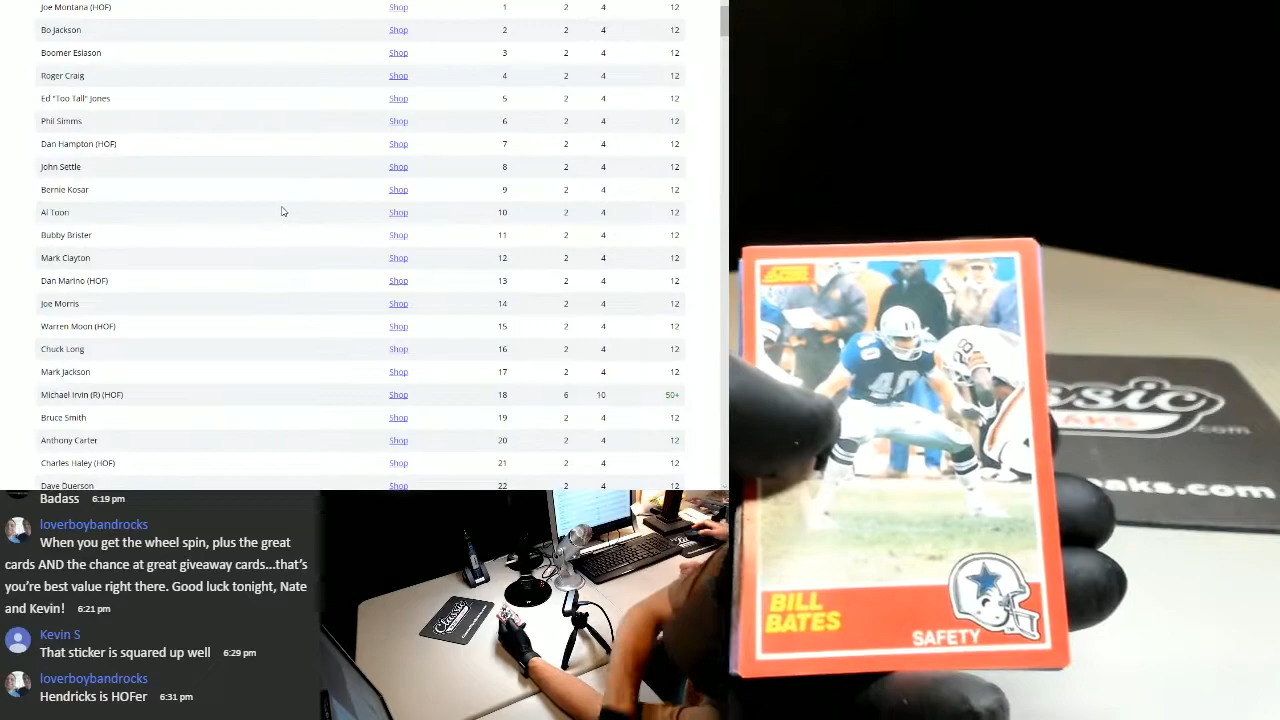 Joe Montana (HOF) Shop 1 2 4 12
Bo Jackson Shop 2 2 4 12
Boomer Esiason Shop 3 2 4 12
Roger Craig Shop 4 2 4 12
Ed "Too Tall" Jones Shop 5 2 4 12
Phil Simms Shop 6 2 4 12
Dan Hampton (HOF) Shop 7 2 4 12
John Settle Shop 8 2 4 12
Bernie Kosar Shop 9 2 4 12
Al Toon Shop 10 2 4 12
Bubby Brister Shop 11 2 4 12
Mark Clayton Shop 12 2 4 12
Dan Marino (HOF) Shop 13 2 4 12
Joe Morris Shop 14 2 4 12
Warren Moon (HOF) Shop 15 2 4 12
Chuck Long Shop 16 2 4 12
Mark Jackson Shop 17 2 4 12
Michael Irvin (R) (HOF) Shop 18 6 10 50+
Bruce Smith Shop 19 2 4 12
Anthony Carter Shop 20 2 4 12
Charles Haley (HOF) Shop 21 2 4 12
Dave Duerson Shop 22 2 4 12
Badass 6:19 pm
loverboybandrocks
When you get the wheel spin, plus the great
cards AND the chance at great giveaway cards...that's
you're best value right there. Good luck tonight, Nate
and Kevin! 6:21 pm
Kevin S
That sticker is squared up well 6:29 pm
loverboybandrocks
Hendricks is HOFer 6:31 pm
SCORE
40
28
BILL
BATES
SAFETY
ssic
AKS .com
aks.com
Classic